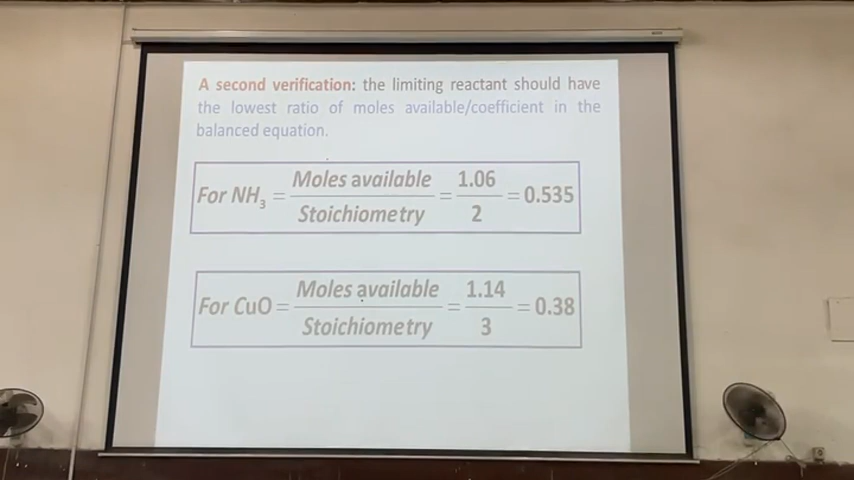 A second verification: the limiting reactant should have
the lowest ratio of moles available/coefficient in the
balanced equation.
For NH₃ = Moles available / Stoichiometry = 1.06 / 2 = 0.535
For CuO = Moles available / Stoichiometry = 1.14 / 3 = 0.38